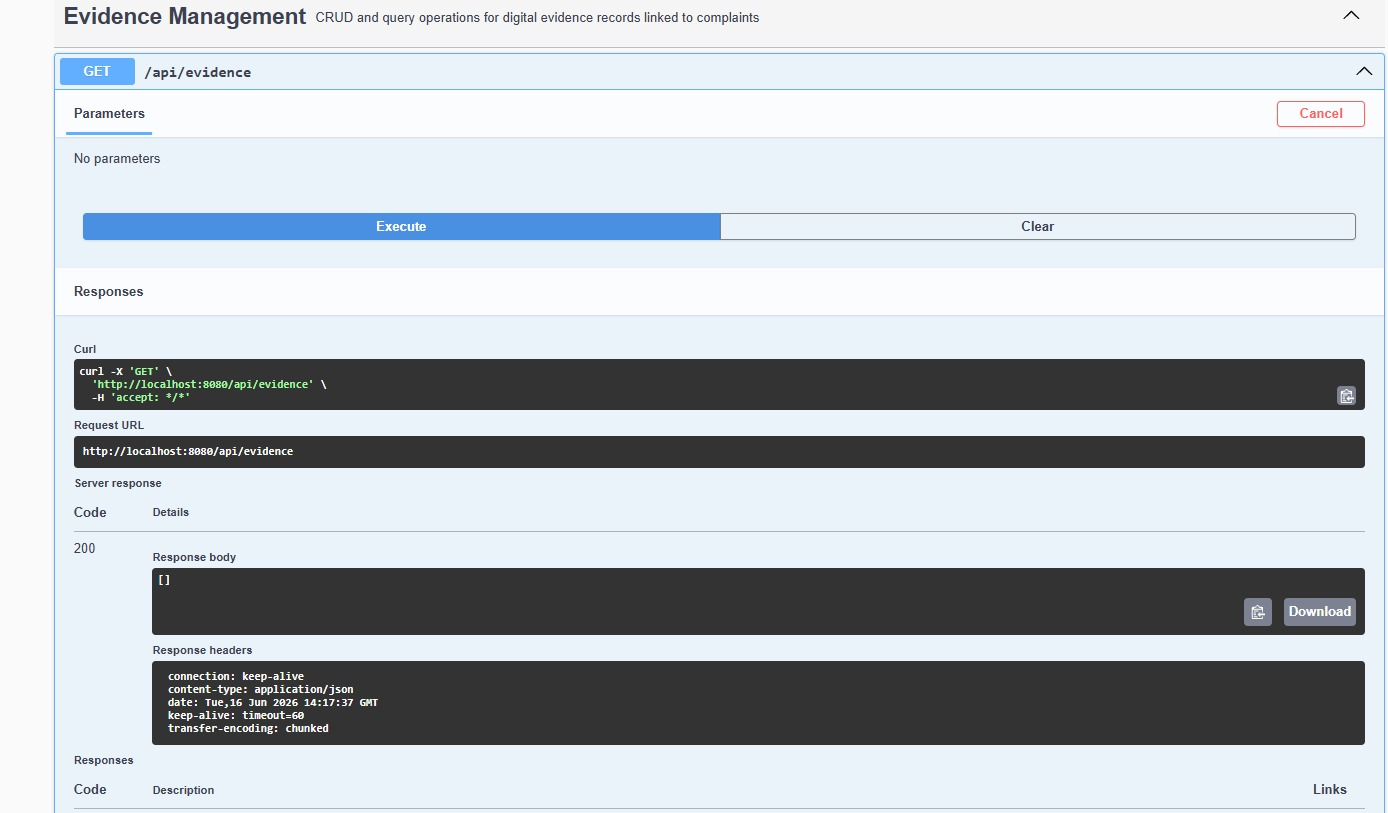 Evidence Management CRUD and query operations for digital evidence records linked to complaints
GET /api/evidence
Parameters Cancel
No parameters
Execute Clear
Responses
Curl
curl -X 'GET' \
'http://localhost:8080/api/evidence' \
-H 'accept: */*'
Request URL
http://localhost:8080/api/evidence
Server response
Code Details
200
Response body
[]
Download
Response headers
connection: keep-alive
content-type: application/json
date: Tue,16 Jun 2026 14:17:37 GMT
keep-alive: timeout=60
transfer-encoding: chunked
Responses
Code Description Links